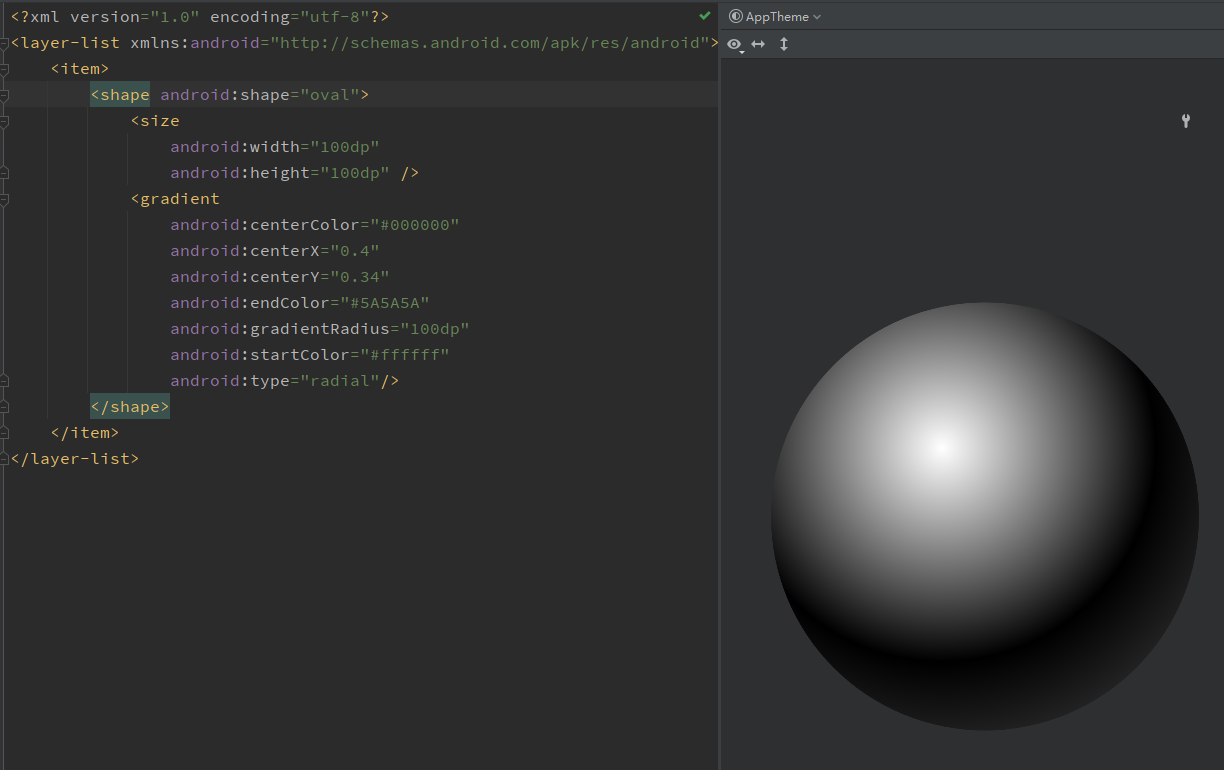 <?xml version="1.0" encoding="utf-8"?>
<layer-list xmlns:android="http://schemas.android.com/apk/res/android">
    <item>
        <shape android:shape="oval">
            <size
                android:width="100dp"
                android:height="100dp" />
            <gradient
                android:centerColor="#000000"
                android:centerX="0.4"
                android:centerY="0.34"
                android:endColor="#5A5A5A"
                android:gradientRadius="100dp"
                android:startColor="#ffffff"
                android:type="radial"/>
        </shape>
    </item>
</layer-list>
AppTheme